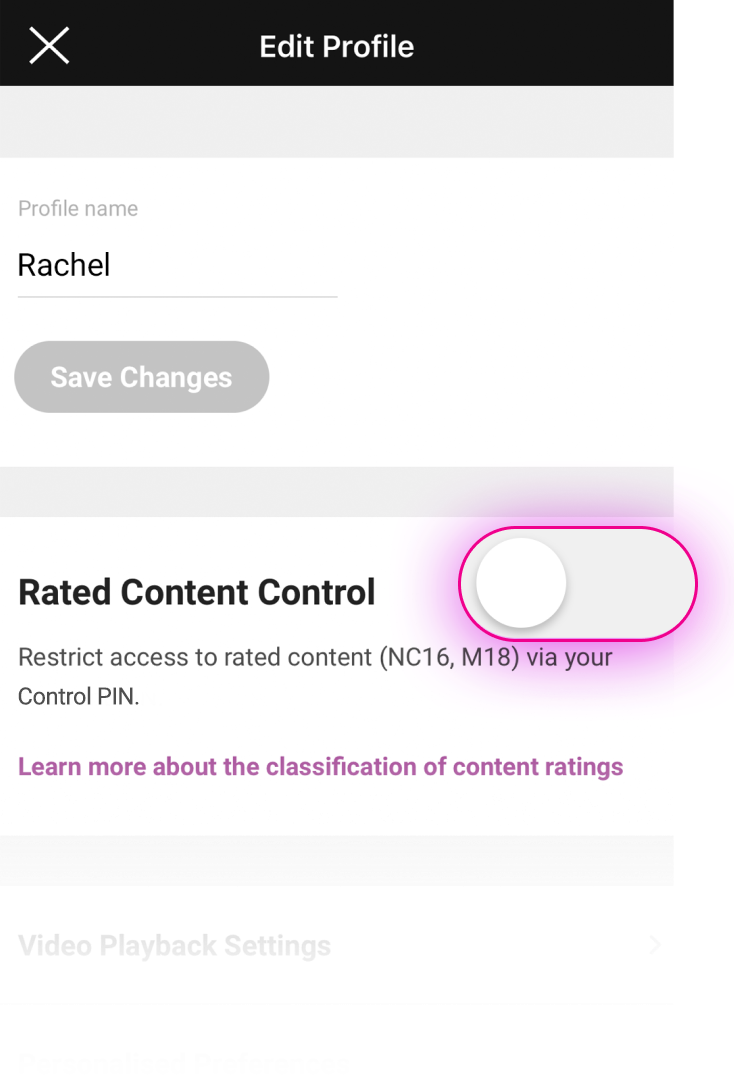 Edit Profile
Profile name
Rachel
Save Changes
Rated Content Control
Restrict access to rated content (NC16, M18) via your
Control PIN.
Learn more about the classification of content ratings
Video Playback Settings